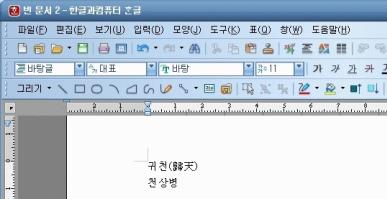 빈 문서 2 - 한글과컴퓨터 한글
파일(F) 편집(E) 보기(U) 입력(D) 모양(J) 도구(K) 표(Q) 창(W) 도움말(H)
바탕글 대표 바탕 11 가 가 가
그리기
귀천(歸天)
천상병